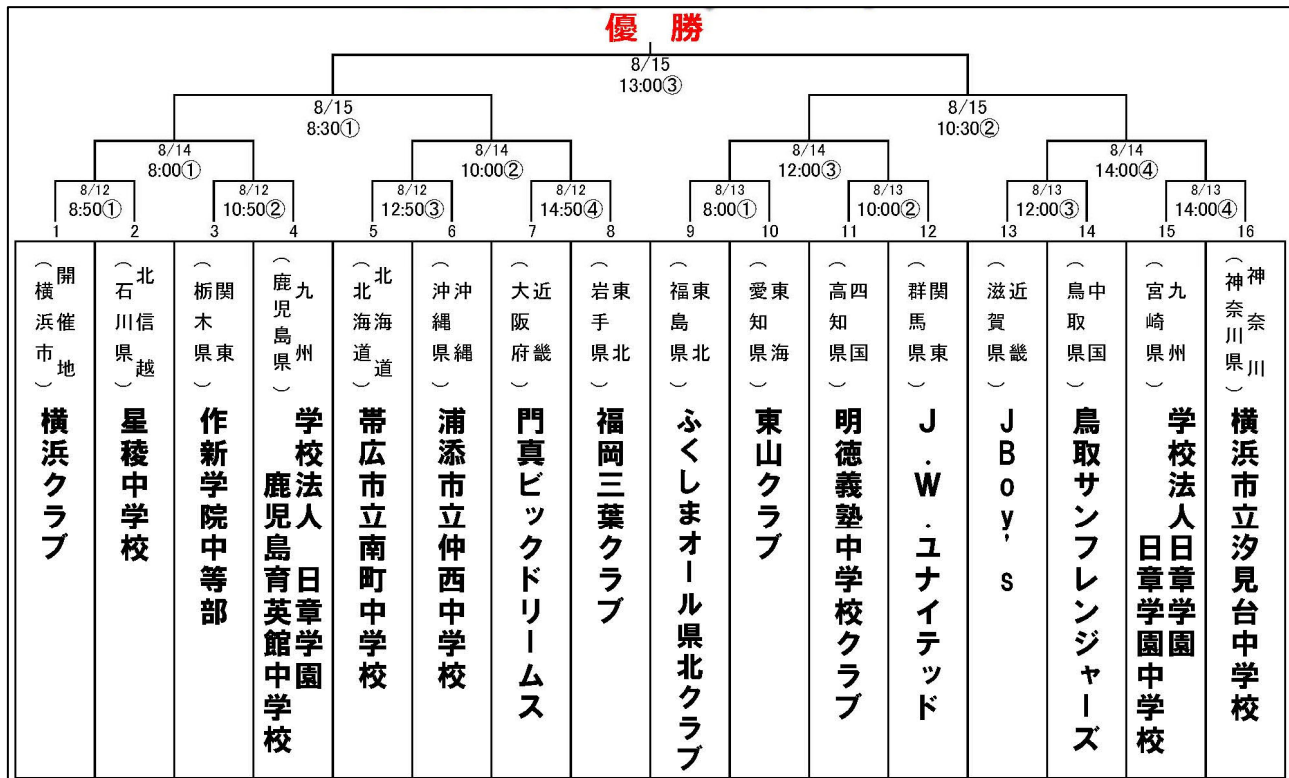 優 勝
8/15
13:00③
8/15
8:30①
8/15
10:30②
8/14
8:00①
8/14
10:00②
8/14
12:00③
8/14
14:00④
8/12
8:50①
8/12
10:50②
8/12
12:50③
8/12
14:50④
8/13
8:00①
8/13
10:00②
8/13
12:00③
8/13
14:00④
1
2
3
4
5
6
7
8
9
10
11
12
13
14
15
16
開催地
(横浜市)
横浜クラブ
北信越
(石川県)
星稜中学校
関東
(栃木県)
作新学院中等部
九州
(鹿児島県)
学校法人 日章学園
鹿児島育英館中学校
北海道
(北海道)
帯広市立南町中学校
沖縄
(沖縄県)
浦添市立仲西中学校
近畿
(大阪府)
門真ビックドリームス
東北
(岩手県)
福岡三葉クラブ
東北
(福島県)
ふくしまオール県北クラブ
東海
(愛知県)
東山クラブ
四国
(高知県)
明徳義塾中学校クラブ
関東
(群馬県)
J.W.ユナイテッド
近畿
(滋賀県)
JBoy's
中国
(鳥取県)
鳥取サンフレンジャーズ
九州
(宮崎県)
学校法人日章学園
日章学園中学校
神奈川
(神奈川県)
横浜市立汐見台中学校